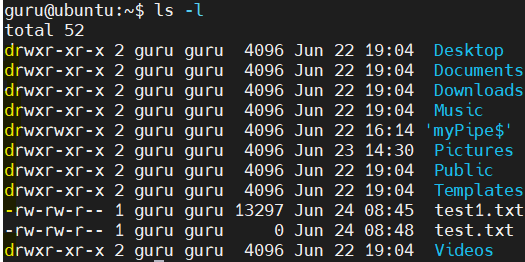 guru@ubuntu:~$ ls -l
total 52
drwxr-xr-x 2 guru guru  4096 Jun 22 19:04  Desktop
drwxr-xr-x 2 guru guru  4096 Jun 22 19:04  Documents
drwxr-xr-x 2 guru guru  4096 Jun 22 19:04  Downloads
drwxr-xr-x 2 guru guru  4096 Jun 22 19:04  Music
drwxrwxr-x 2 guru guru  4096 Jun 22 16:14 'myPipe$'
drwxr-xr-x 2 guru guru  4096 Jun 23 14:30  Pictures
drwxr-xr-x 2 guru guru  4096 Jun 22 19:04  Public
drwxr-xr-x 2 guru guru  4096 Jun 22 19:04  Templates
-rw-rw-r-- 1 guru guru 13297 Jun 24 08:45  test1.txt
-rw-rw-r-- 1 guru guru     0 Jun 24 08:48  test.txt
drwxr-xr-x 2 guru guru  4096 Jun 22 19:04  Videos